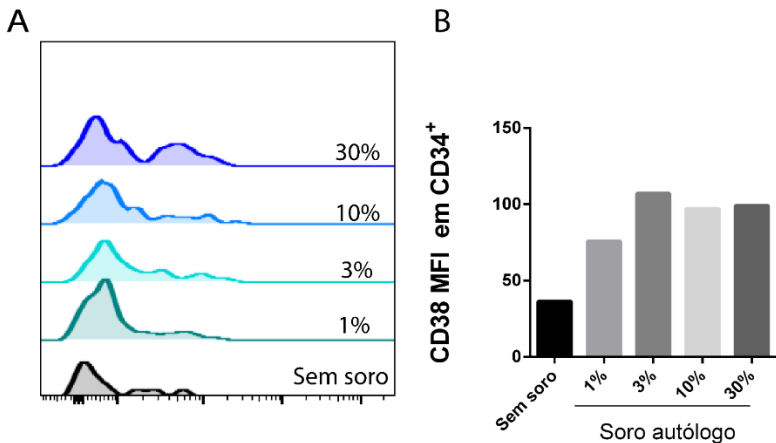 A
30%
10%
3%
1%
Sem soro
B
CD38 MFI em CD34+
150
100
50
0
Sem soro
1%
3%
10%
30%
Soro autólogo